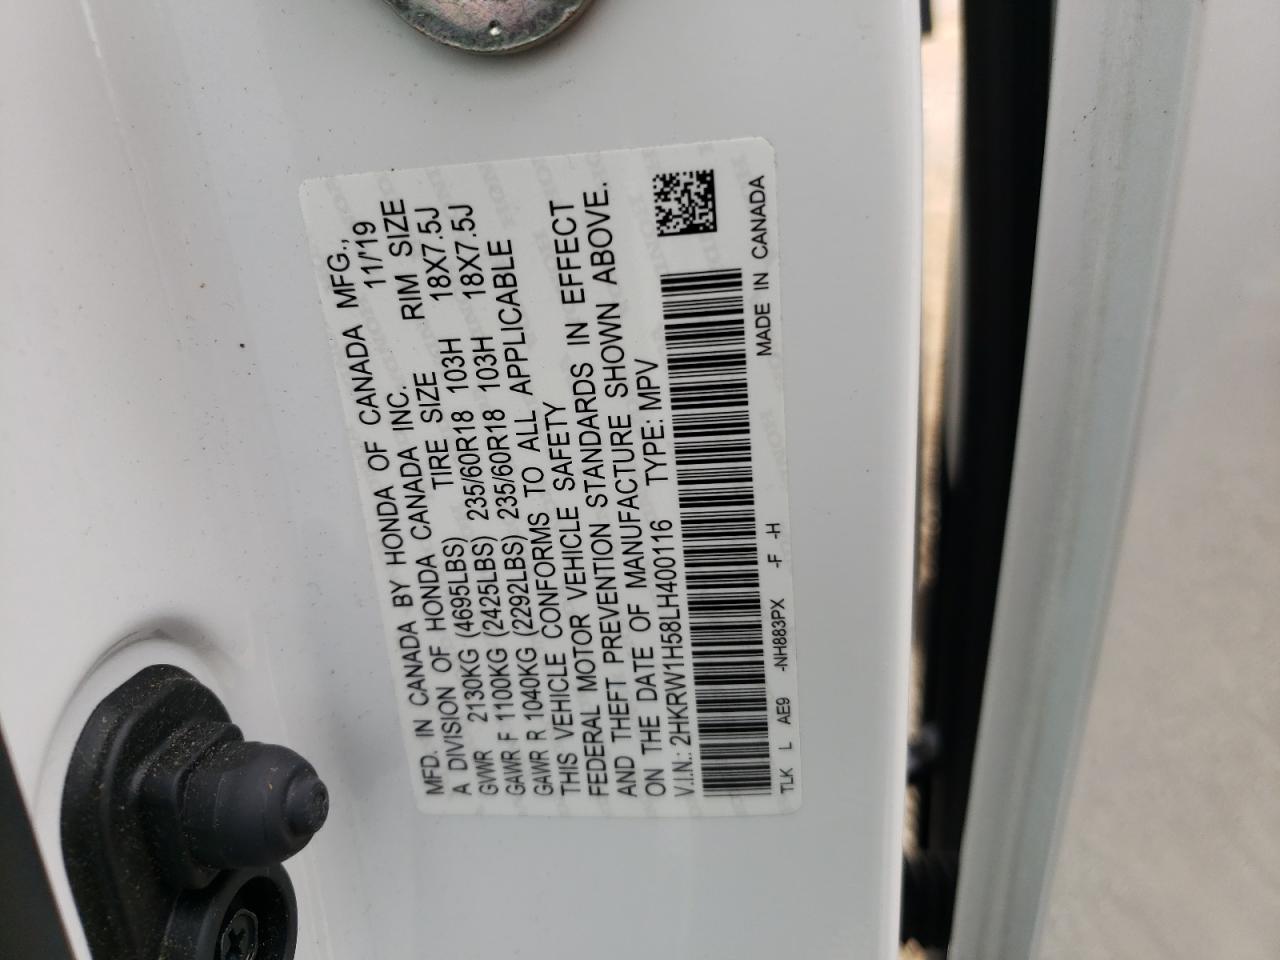 MFD. IN CANADA BY HONDA OF CANADA MFG.,
A DIVISION OF HONDA CANADA INC. 11/'19
GVWR 2130KG (4695LBS) TIRE SIZE RIM SIZE
GAWR F 1100KG (2425LBS) 235/60R18 103H 18X7.5J
GAWR R 1040KG (2292LBS) 235/60R18 103H 18X7.5J
THIS VEHICLE CONFORMS TO ALL APPLICABLE
FEDERAL MOTOR VEHICLE SAFETY
AND THEFT PREVENTION STANDARDS IN EFFECT
ON THE DATE OF MANUFACTURE SHOWN ABOVE.
V.I.N.: 2HKRW1H58LH400116 TYPE: MPV
MADE IN CANADA
TLK L AE9 -NH883PX -F -H